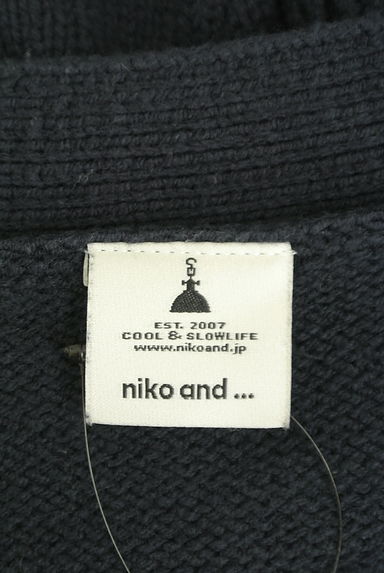 EST. 2007
COOL & SLOWLIFE
www.nikoand.jp
niko and ...